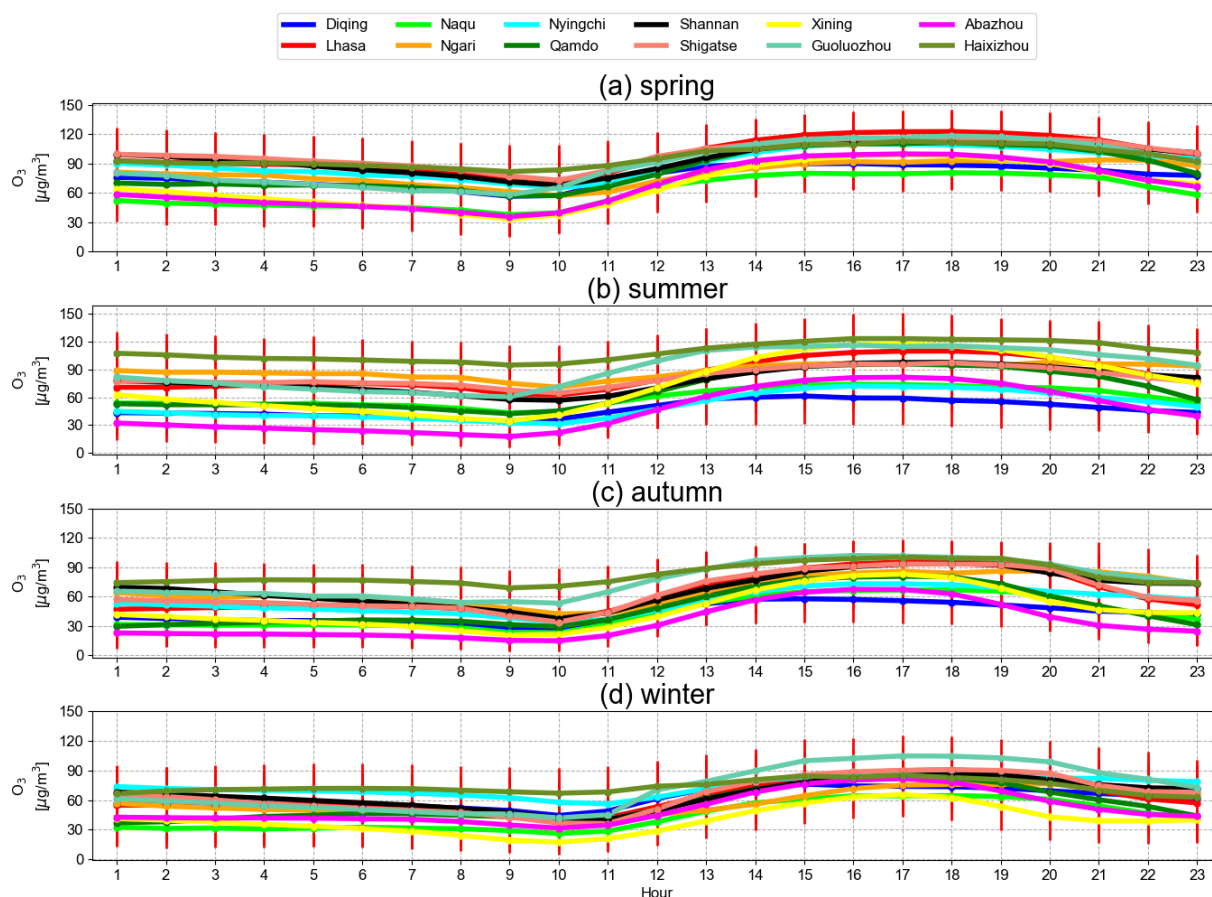 Diqing Naqu Nyingchi Shannan Xining Abazhou
Lhasa Ngari Qamdo Shigatse Guoluozhou Haixizhou
(a) spring
150
120
90
60
30
0
O₃
[μg/m³]
1 2 3 4 5 6 7 8 9 10 11 12 13 14 15 16 17 18 19 20 21 22 23
(b) summer
150
120
90
60
30
0
O₃
[μg/m³]
1 2 3 4 5 6 7 8 9 10 11 12 13 14 15 16 17 18 19 20 21 22 23
(c) autumn
150
120
90
60
30
0
O₃
[μg/m³]
1 2 3 4 5 6 7 8 9 10 11 12 13 14 15 16 17 18 19 20 21 22 23
(d) winter
150
120
90
60
30
0
O₃
[μg/m³]
1 2 3 4 5 6 7 8 9 10 11 12 13 14 15 16 17 18 19 20 21 22 23
Hour